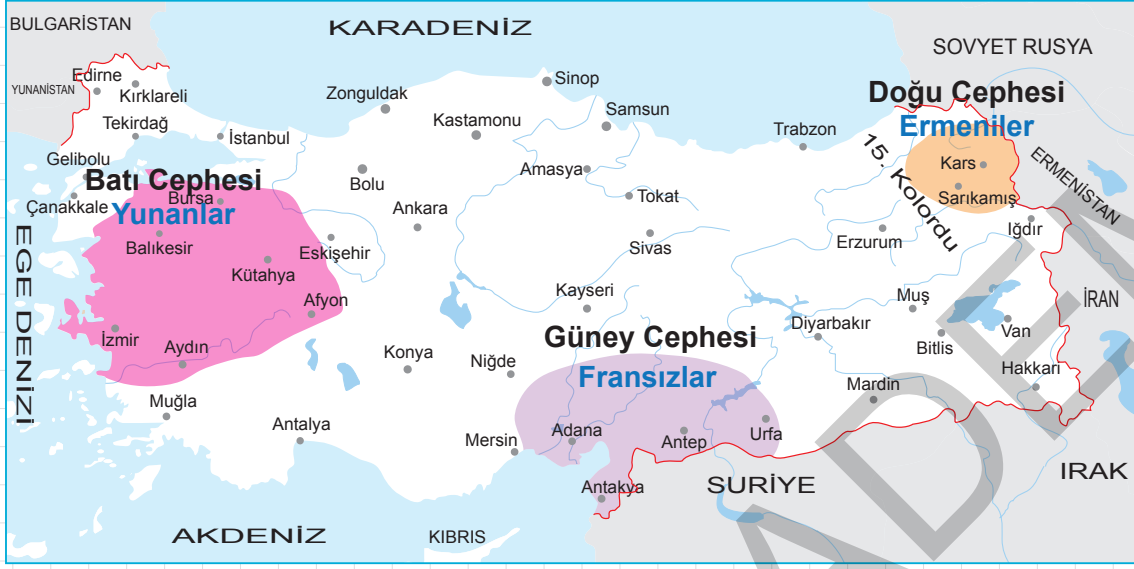 BULGARİSTAN
KARADENİZ
SOVYET RUSYA
YUNANİSTAN
Edirne
Kırklareli
Tekirdağ
İstanbul
Gelibolu
Çanakkale
Zonguldak
Kastamonu
Sinop
Samsun
Trabzon
Doğu Cephesi
Ermeniler
15. Kolordu
Kars
Sarıkamış
ERMENİSTAN
Iğdır
Erzurum
Batı Cephesi
Bursa
Yunanlar
Balıkesir
Kütahya
Eskişehir
Afyon
İzmir
Aydın
Muğla
EGE DENİZİ
Bolu
Ankara
Amasya
Tokat
Sivas
Kayseri
Konya
Niğde
Antalya
Mersin
Güney Cephesi
Fransızlar
Adana
Antep
Urfa
Antakya
Diyarbakır
Mardin
Muş
Bitlis
Van
Hakkari
İRAN
IRAK
SURİYE
AKDENİZ
KIBRIS
ADEM